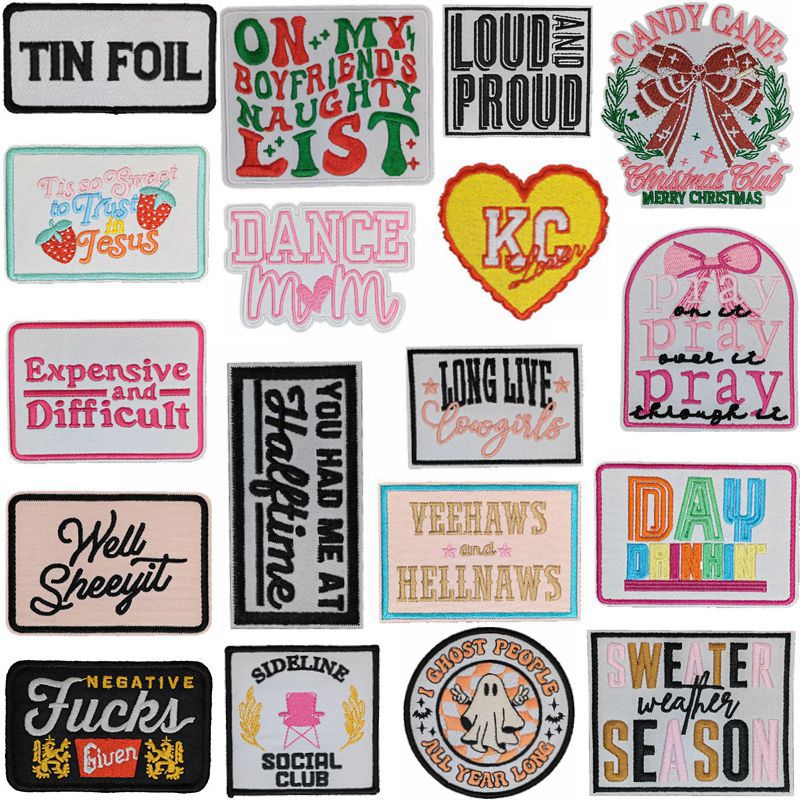 TIN FOIL
ON MY
BOYFRIEND'S
NAUGHTY
LIST
LOUD AND
PROUD
CANDY CANE
Christmas Club
MERRY CHRISTMAS
Tis so Sweet
to Trust
in
Jesus
DANCE
mom
KC
Lover
pray
on it
pray
over it
pray
through it
Expensive
and
Difficult
YOU HAD ME AT
Halftime
LONG LIVE
Cowgirls
Well
Sheeyit
YEEHAWS
and
HELLNAWS
DAY
DRINKIN'
NEGATIVE
Fucks
Given
SIDELINE
SOCIAL
CLUB
I GHOST PEOPLE
ALL YEAR LONG
SWEATER
weather
SEASON